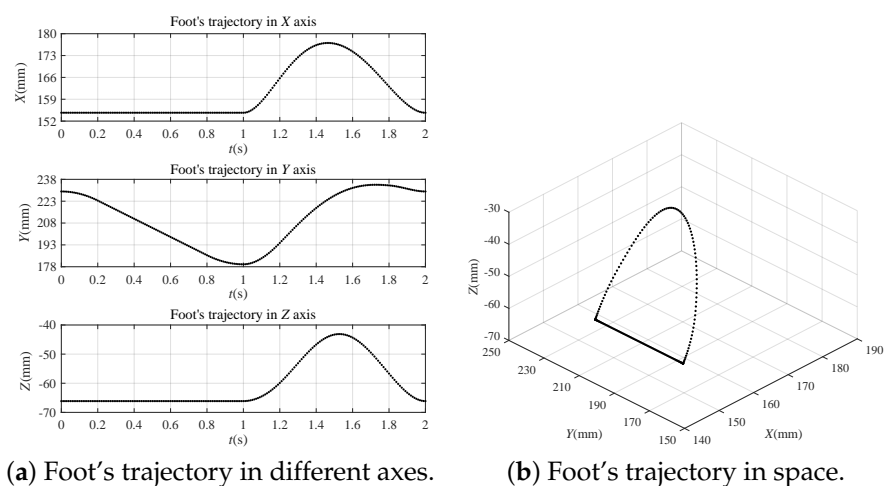 Foot's trajectory in X axis
180
173
166
159
152
X(mm)
0 0.2 0.4 0.6 0.8 1 1.2 1.4 1.6 1.8 2
t(s)
Foot's trajectory in Y axis
238
223
208
193
178
Y(mm)
0 0.2 0.4 0.6 0.8 1 1.2 1.4 1.6 1.8 2
t(s)
Foot's trajectory in Z axis
-40
-50
-60
-70
Z(mm)
0 0.2 0.4 0.6 0.8 1 1.2 1.4 1.6 1.8 2
t(s)
(a) Foot’s trajectory in different axes.
-30
-40
-50
-60
-70
Z(mm)
250
230
210
190
170
150
Y(mm)
140
150
160
170
180
190
X(mm)
(b) Foot’s trajectory in space.